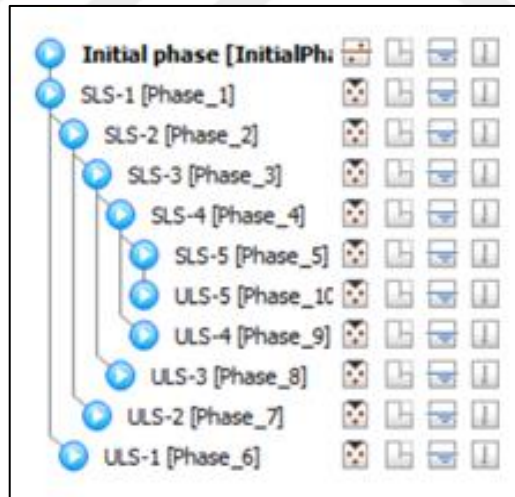 Initial phase [InitialPha
SLS-1 [Phase_1]
SLS-2 [Phase_2]
SLS-3 [Phase_3]
SLS-4 [Phase_4]
SLS-5 [Phase_5]
ULS-5 [Phase_10
ULS-4 [Phase_9]
ULS-3 [Phase_8]
ULS-2 [Phase_7]
ULS-1 [Phase_6]